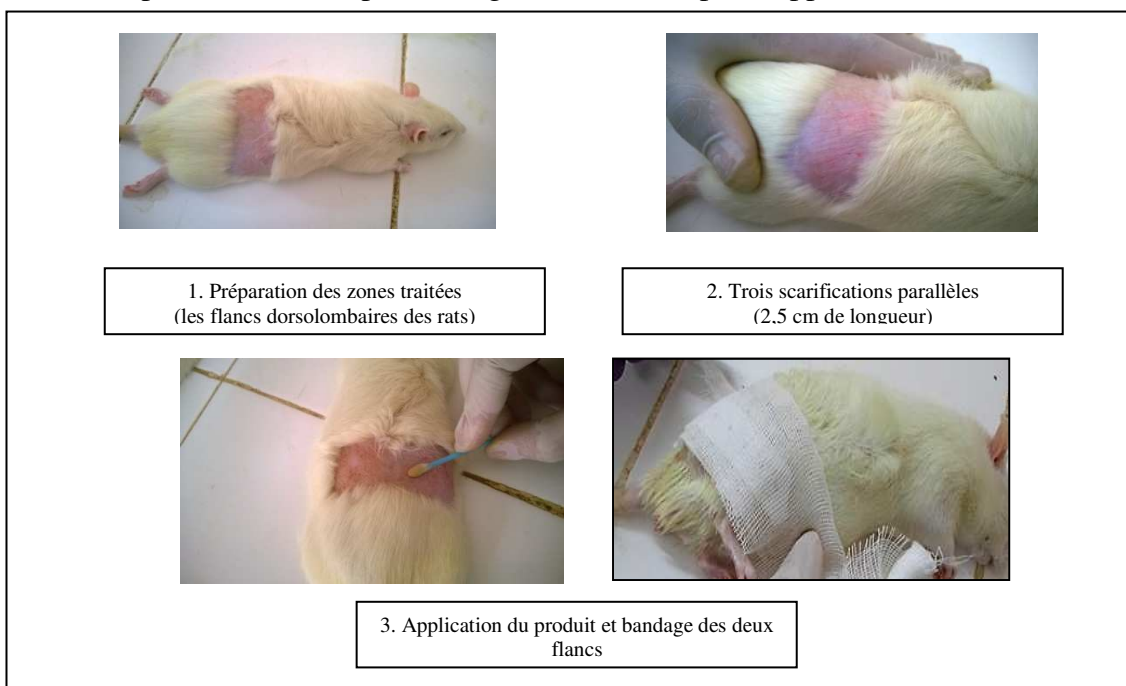 1. Préparation des zones traitées
(les flancs dorsolombaires des rats)
2. Trois scarifications parallèles
(2,5 cm de longueur)
3. Application du produit et bandage des deux
flancs